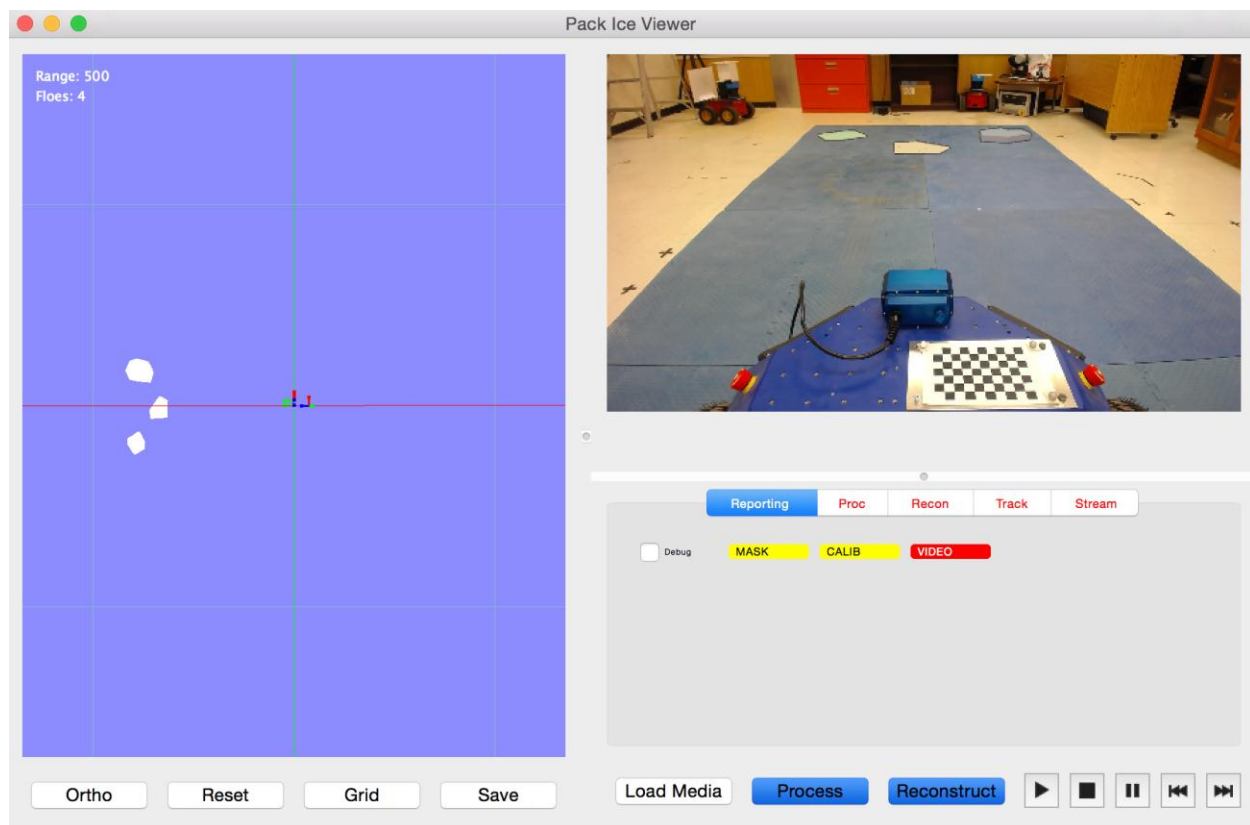 Pack Ice Viewer
Range: 500
Floes: 4
Reporting Proc Recon Track Stream
Debug MASK CALIB VIDEO
Ortho Reset Grid Save
Load Media Process Reconstruct